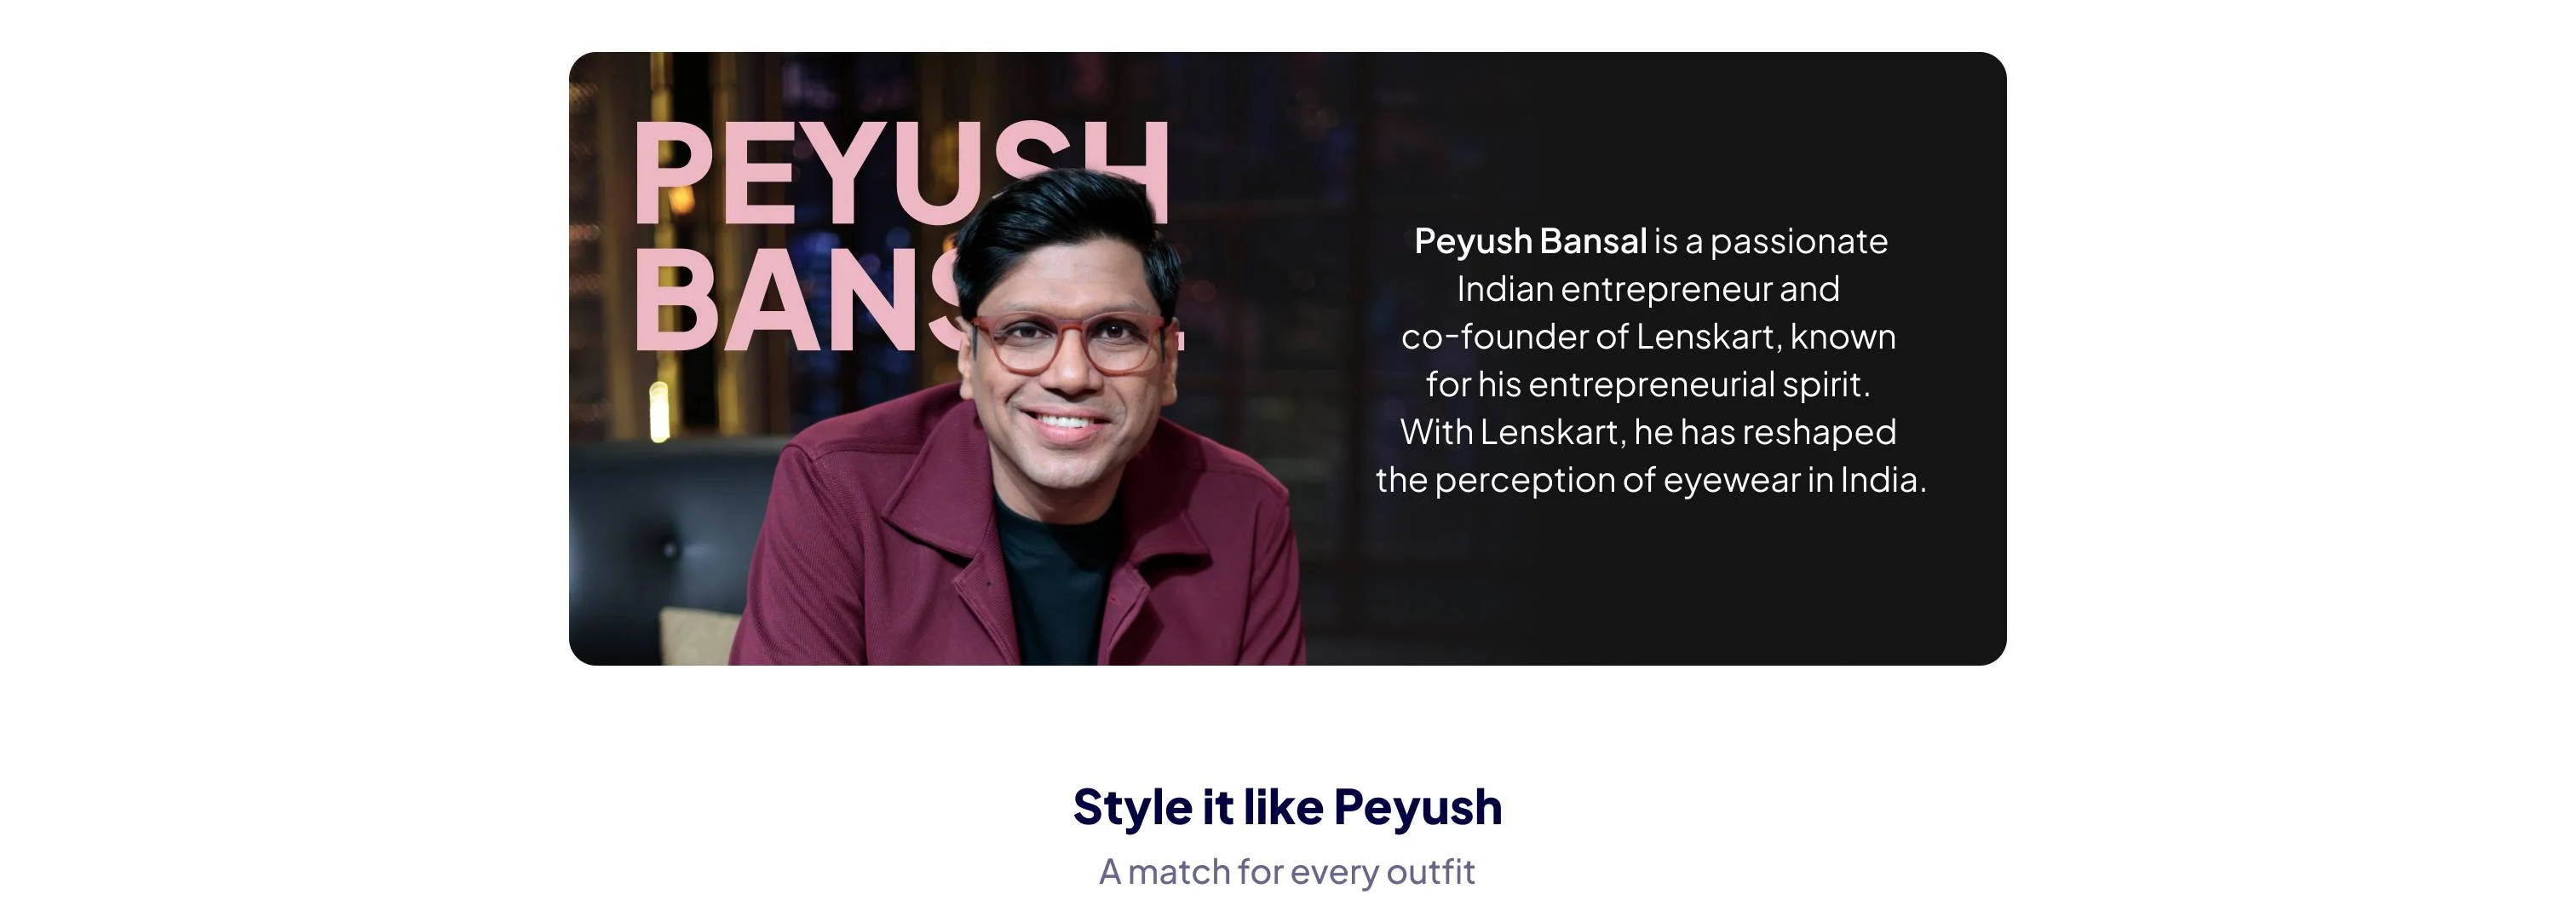 PEYUSH
Peyush Bansal is a passionate
Indian entrepreneur and
co-founder of Lenskart, known
for his entrepreneurial spirit.
With Lenskart, he has reshaped
the perception of eyewear in India.
Style it like Peyush
A match for every outfit